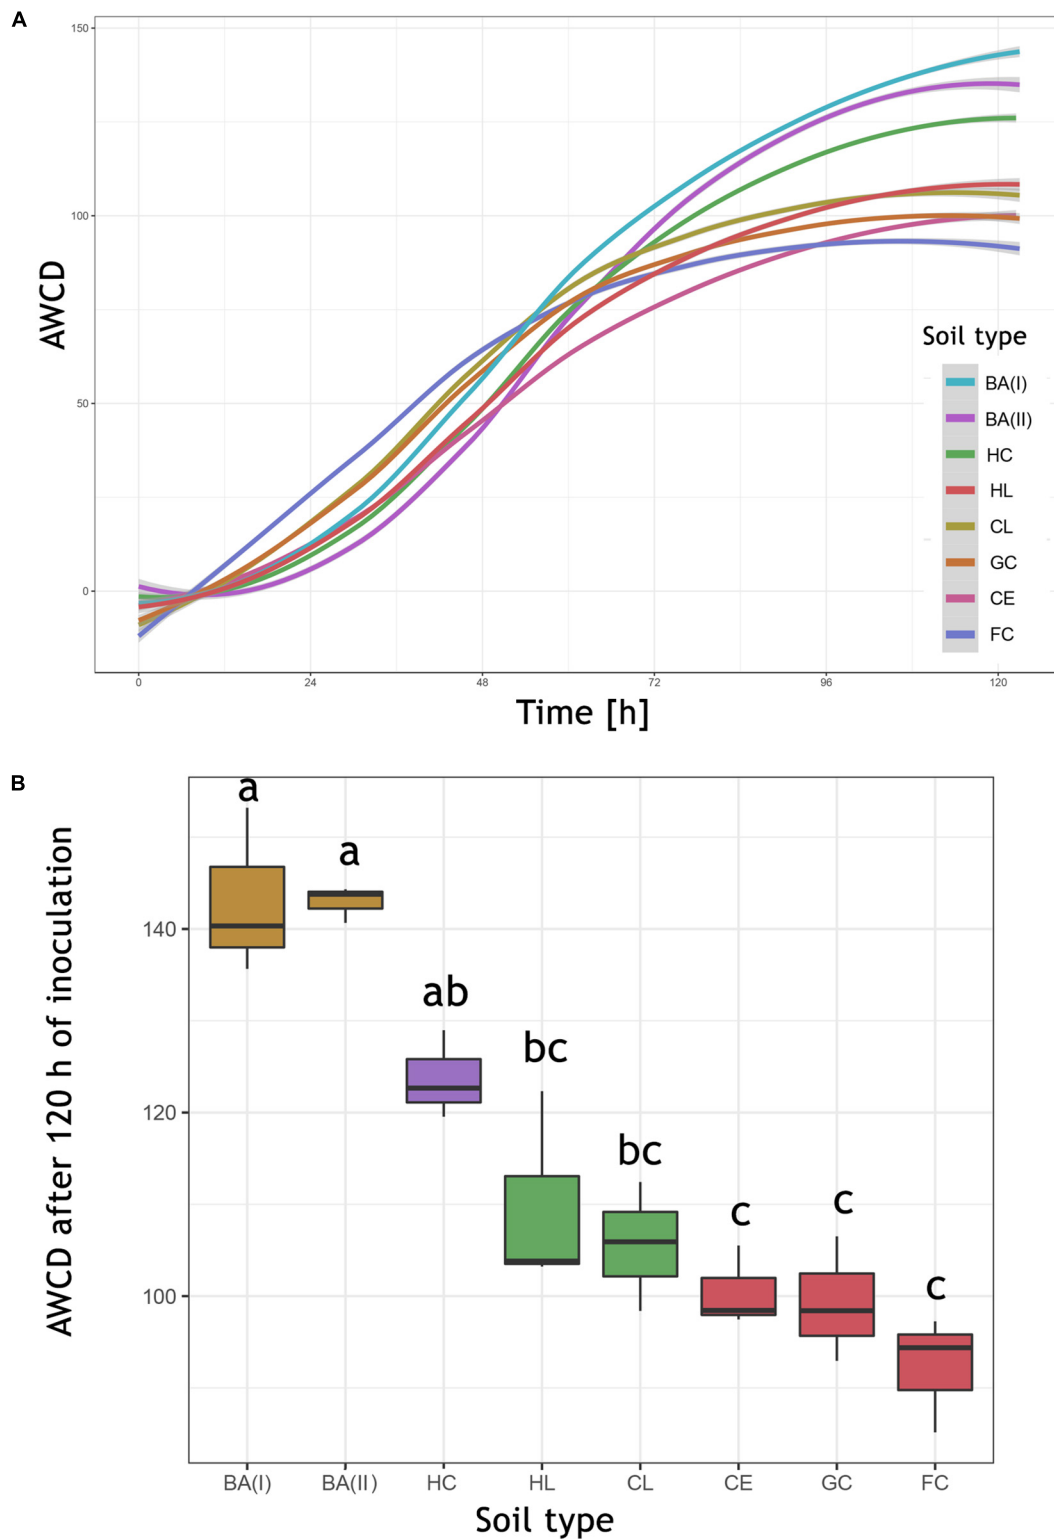 A
150
100
50
0
AWCD
0 24 48 72 96 120
Time [h]
Soil type
BA(I)
BA(II)
HC
HL
CL
GC
CE
FC
B
a
a
ab
bc
bc
c
c
c
140
120
100
AWCD after 120 h of inoculation
BA(I) BA(II) HC HL CL CE GC FC
Soil type